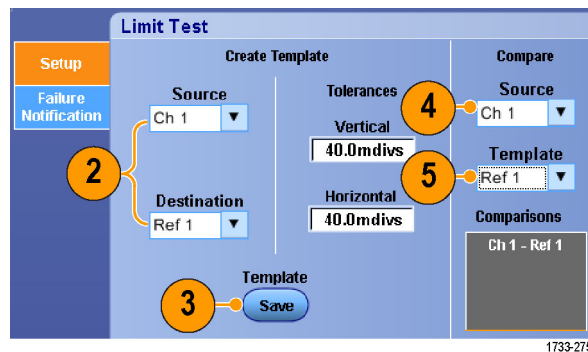 Limit Test
Setup
Failure
Notification
Create Template
Source
Ch 1
2
Destination
Ref 1
Tolerances
Vertical
40.0mdivs
Horizontal
40.0mdivs
Template
3
Save
Compare
4
Source
Ch 1
5
Template
Ref 1
Comparisons
Ch 1 - Ref 1
1733-275